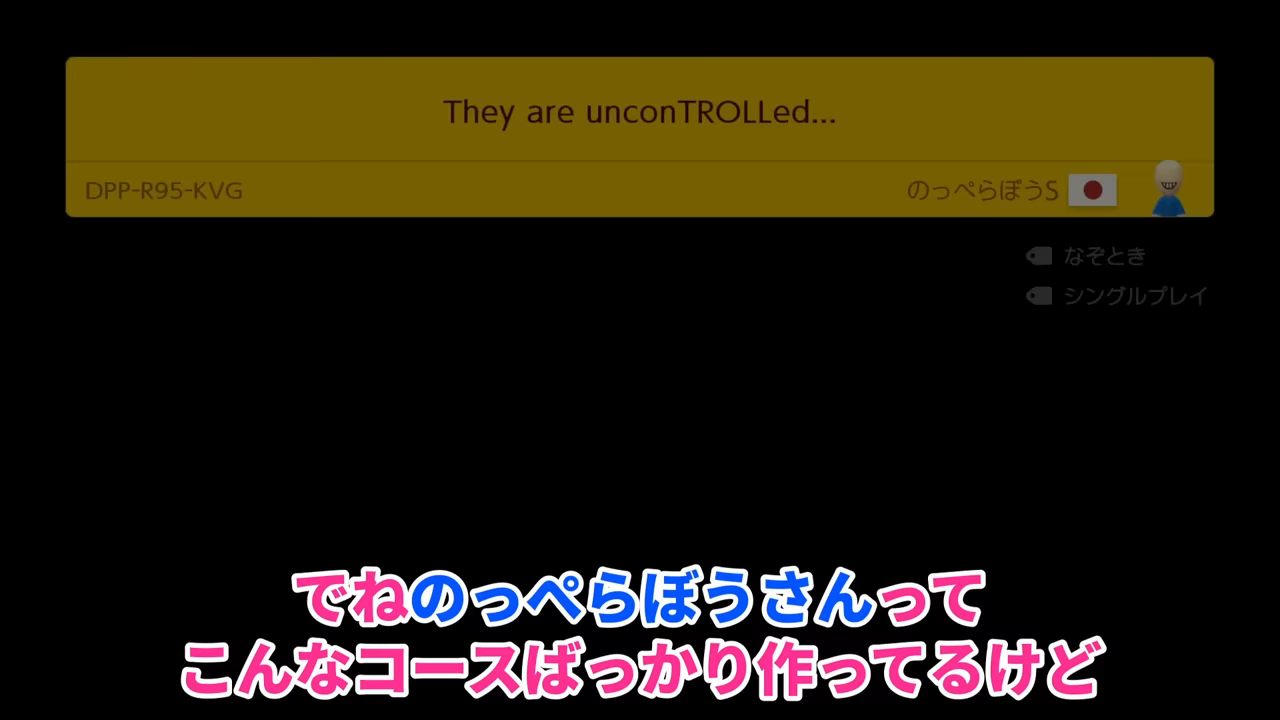 They are unconTROLLed...
DPP-R95-KVG
のっぺらぼうS
なぞとき
シングルプレイ
でねのっぺらぼうさんって
こんなコースばっかり作ってるけど